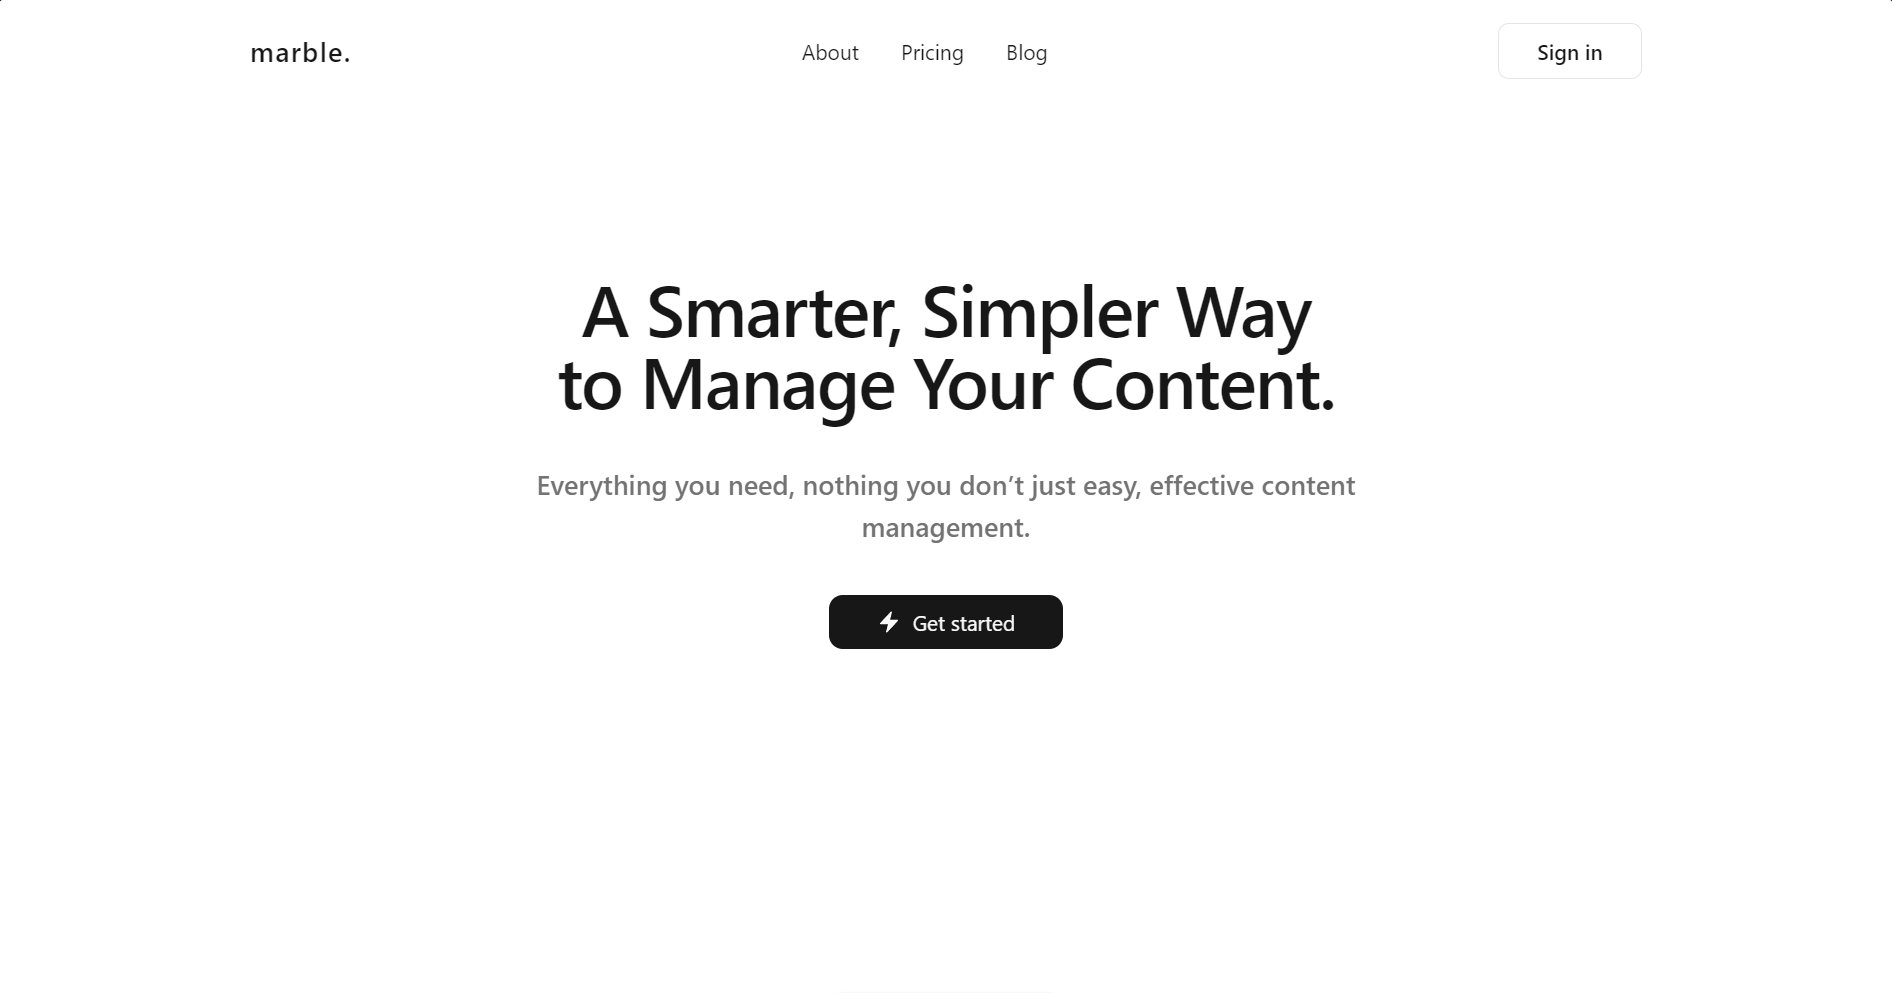 marble.
About Pricing Blog
Sign in
A Smarter, Simpler Way
to Manage Your Content.
Everything you need, nothing you don’t just easy, effective content
management.
Get started